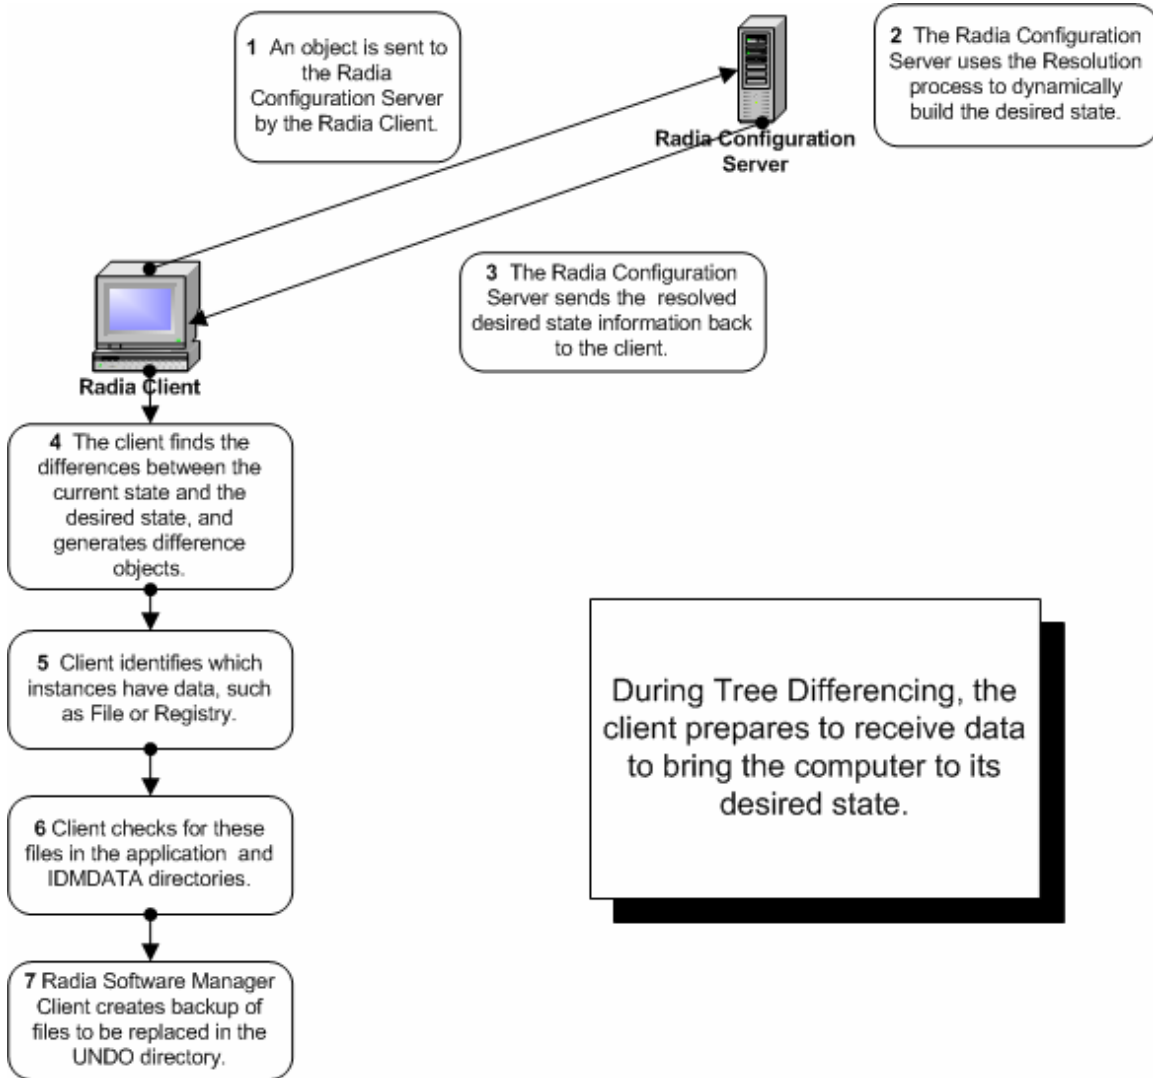 1 An object is sent to
the Radia
Configuration Server
by the Radia Client.
2 The Radia Configuration
Server uses the Resolution
process to dynamically
build the desired state.
Radia Configuration
Server
3 The Radia Configuration
Server sends the resolved
desired state information back
to the client.
Radia Client
4 The client finds the
differences between the
current state and the
desired state, and
generates difference
objects.
5 Client identifies which
instances have data, such
as File or Registry.
6 Client checks for these
files in the application and
IDMDATA directories.
7 Radia Software Manager
Client creates backup of
files to be replaced in the
UNDO directory.
During Tree Differencing, the
client prepares to receive data
to bring the computer to its
desired state.